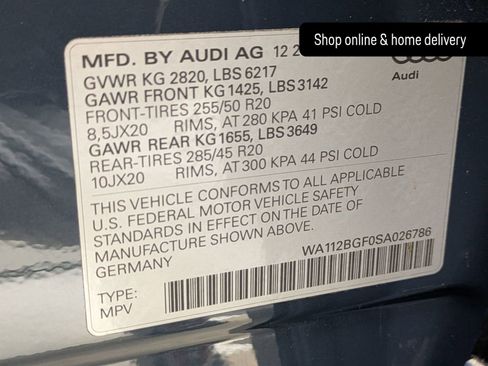 Shop online & home delivery
MFD. BY AUDI AG 12 2
GVWR KG 2820, LBS 6217
GAWR FRONT KG 1425, LBS 3142
FRONT-TIRES 255/50 R20
8,5JX20 RIMS, AT 280 KPA 41 PSI COLD
GAWR REAR KG 1655, LBS 3649
REAR-TIRES 285/45 R20
10JX20 RIMS, AT 300 KPA 44 PSI COLD
Audi
THIS VEHICLE CONFORMS TO ALL APPLICABLE
U.S. FEDERAL MOTOR VEHICLE SAFETY
STANDARDS IN EFFECT ON THE DATE OF
MANUFACTURE SHOWN ABOVE.
GERMANY
WA112BGF0SA026786
TYPE:
MPV